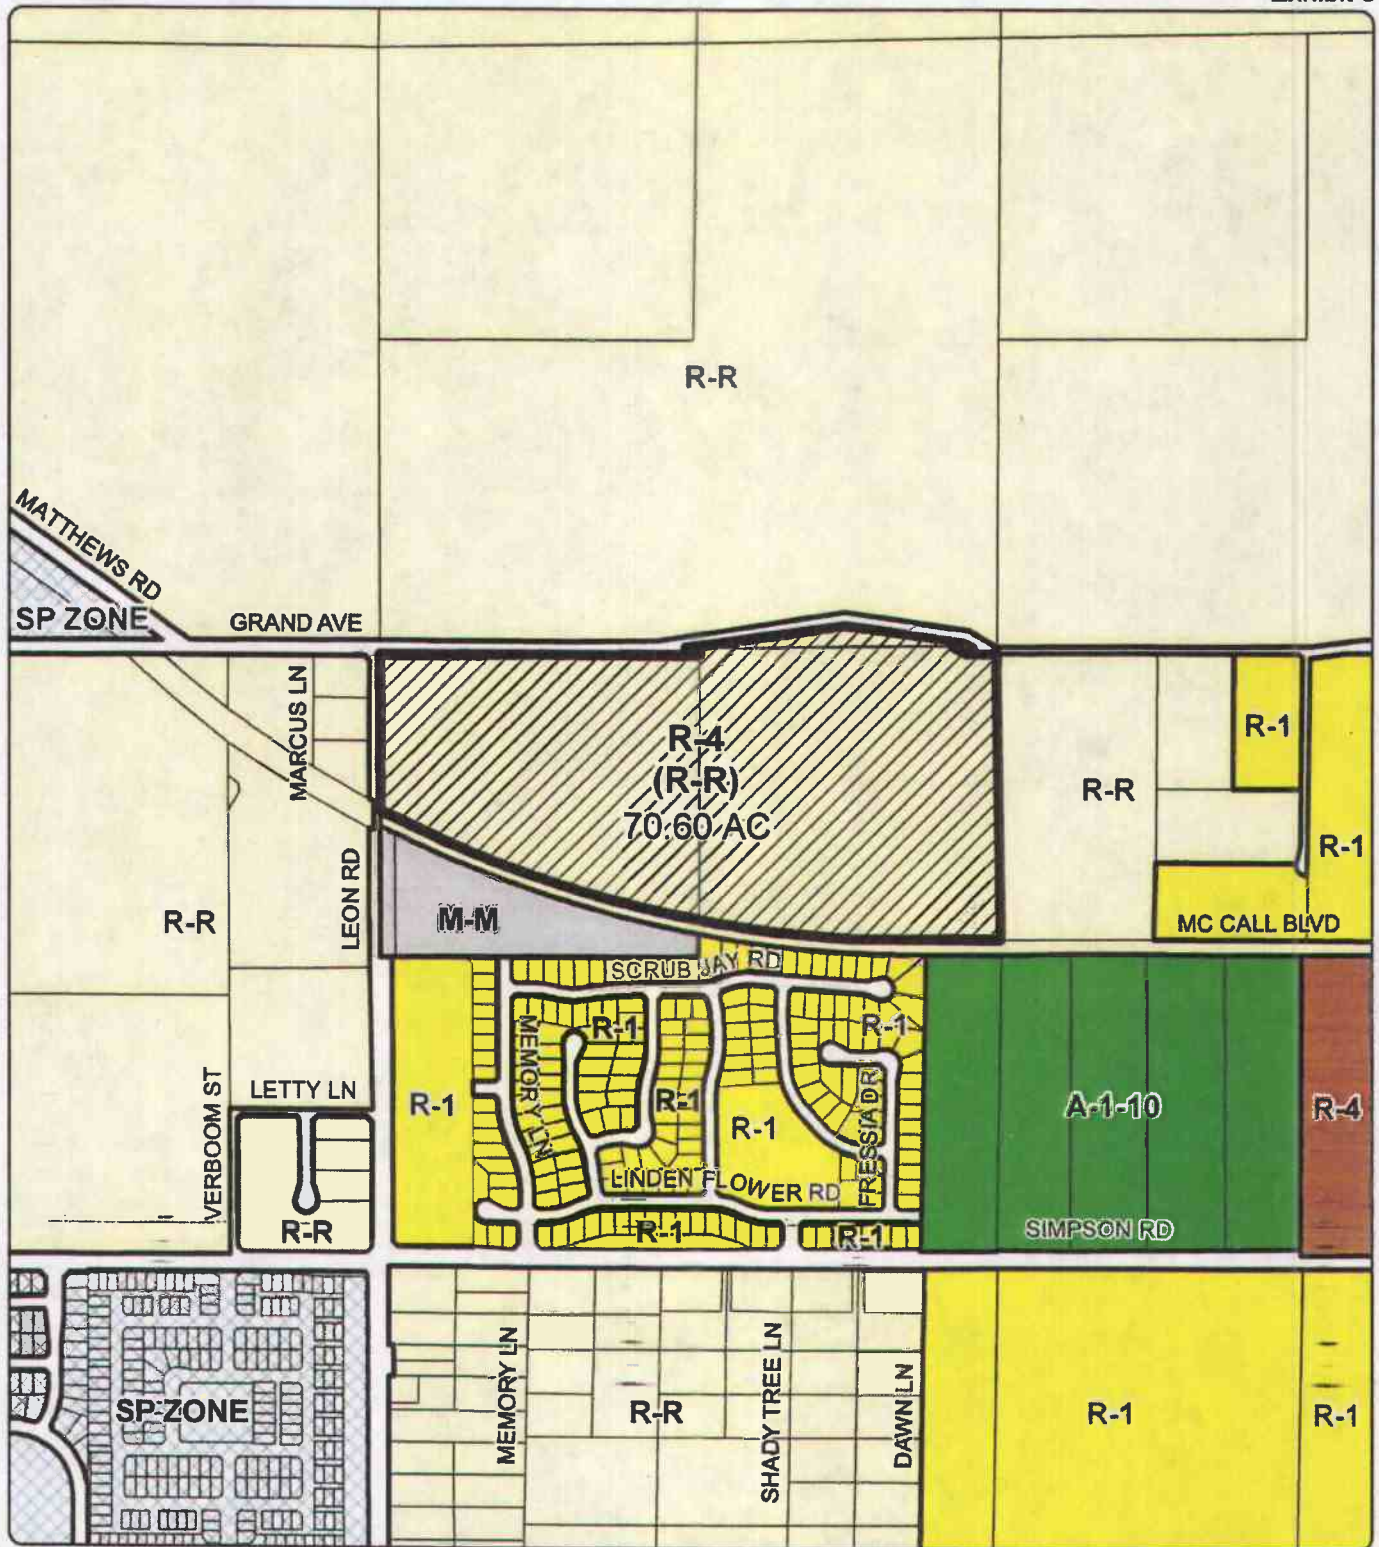 R-R
MATTHEWS RD
SP ZONE
GRAND AVE
MARCUS LN
R-4
(R-R)
70.60 AC
R-1
R-R
R-1
LEON RD
R-R
M-M
MC CALL BLVD
SCRUB JAY RD
R-1
R-1
MEMORY LN
VERBOOM ST
LETTY LN
R-1
R-1
R-1
FRESSIA DR
A-1-10
R-4
LINDEN FLOWER RD
R-R
R-1
R-1
SIMPSON RD
MEMORY LN
SHADY TREE LN
DAWN LN
SP ZONE
R-R
R-1
R-1